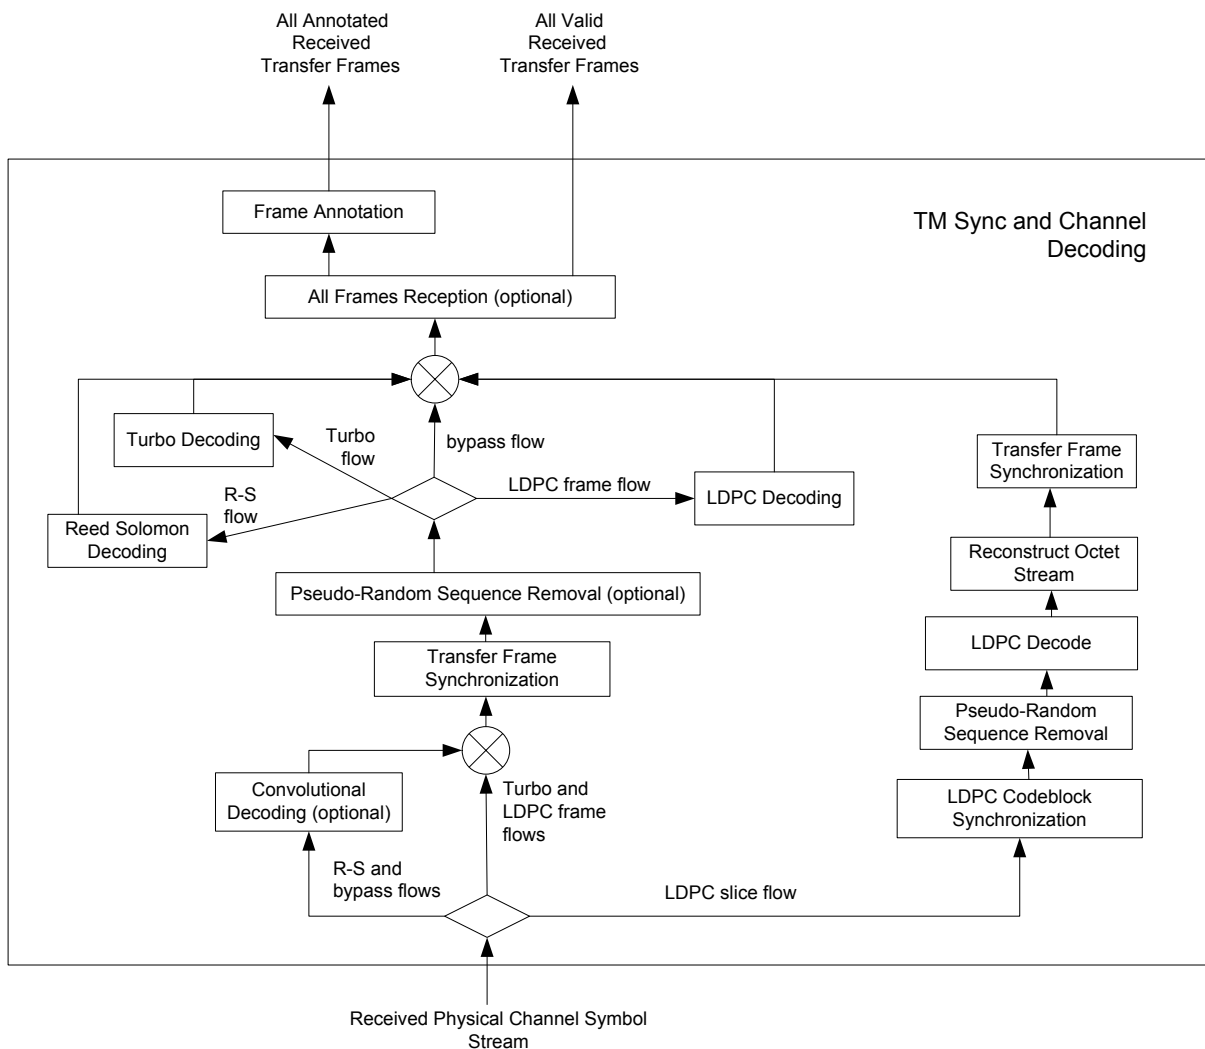 All Annotated
Received
Transfer Frames
All Valid
Received
Transfer Frames
Frame Annotation
TM Sync and Channel
Decoding
All Frames Reception (optional)
Turbo Decoding
Turbo
flow
bypass flow
Transfer Frame
Synchronization
R-S
flow
LDPC frame flow
LDPC Decoding
Reed Solomon
Decoding
Reconstruct Octet
Stream
Pseudo-Random Sequence Removal (optional)
LDPC Decode
Transfer Frame
Synchronization
Pseudo-Random
Sequence Removal
Convolutional
Decoding (optional)
Turbo and
LDPC frame
flows
LDPC Codeblock
Synchronization
R-S and
bypass flows
LDPC slice flow
Received Physical Channel Symbol
Stream